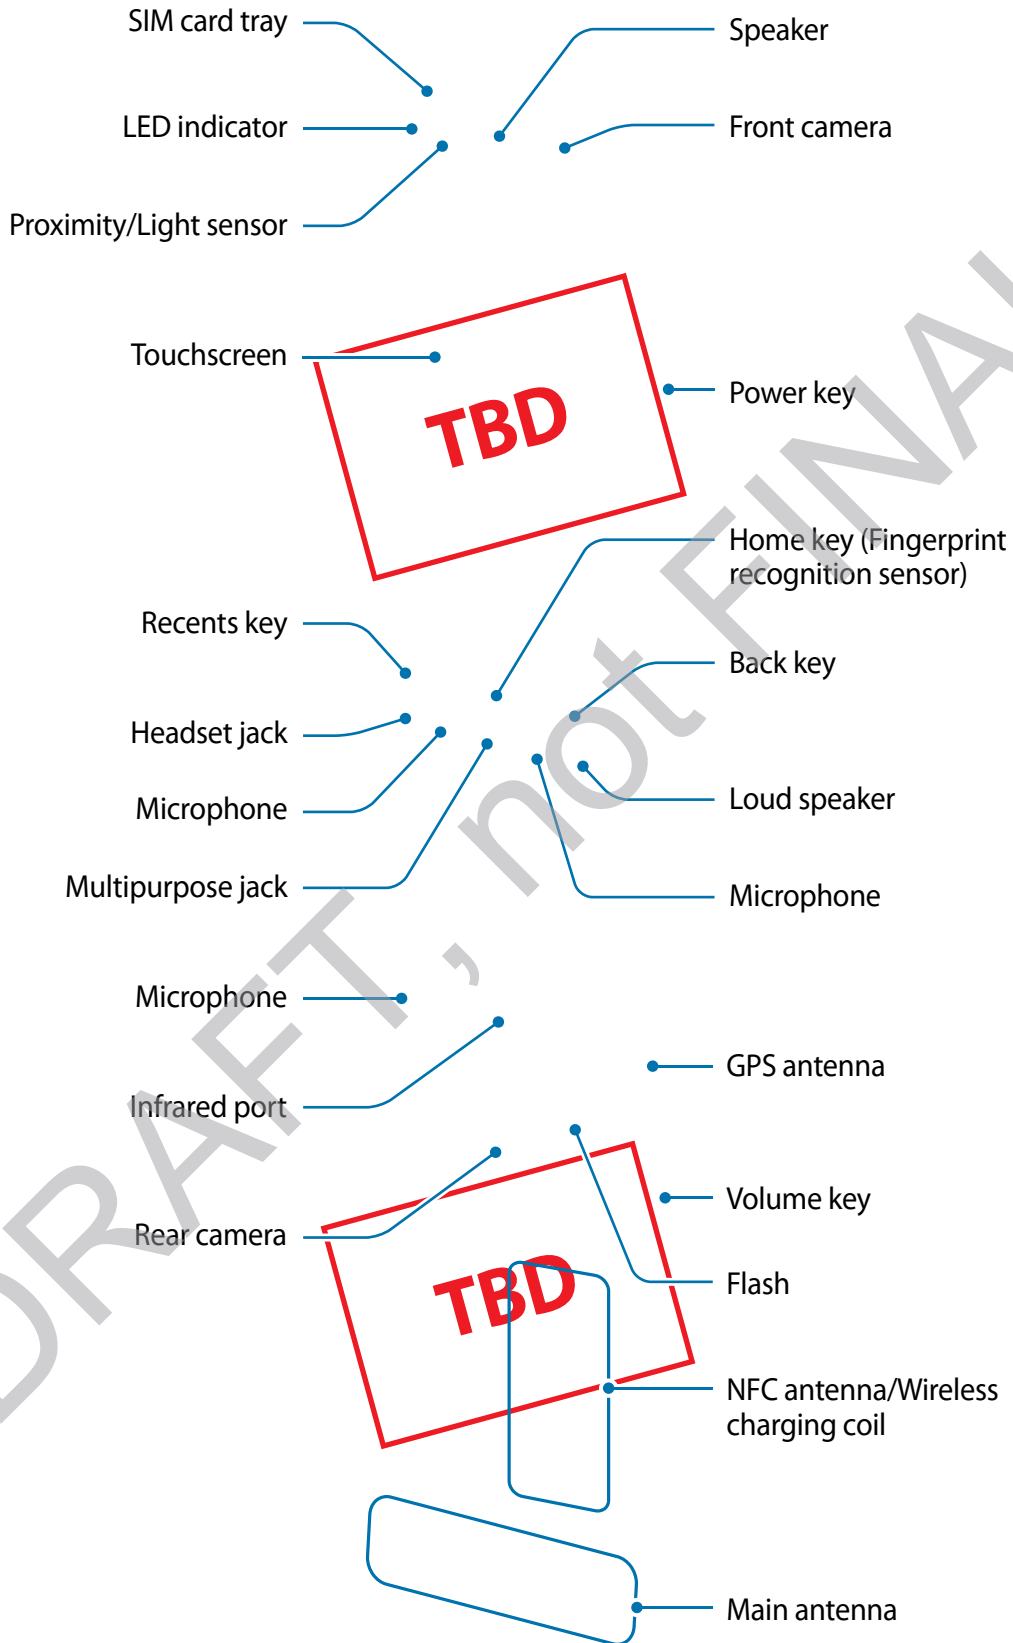 SIM card tray
Speaker
LED indicator
Front camera
Proximity/Light sensor
Touchscreen
TBD
Power key
Home key (Fingerprint
recognition sensor)
Recents key
Back key
Headset jack
Microphone
Loud speaker
Multipurpose jack
Microphone
Microphone
GPS antenna
Infrared port
Volume key
Rear camera
TBD
Flash
NFC antenna/Wireless
charging coil
Main antenna
DRAFT, not FINAL